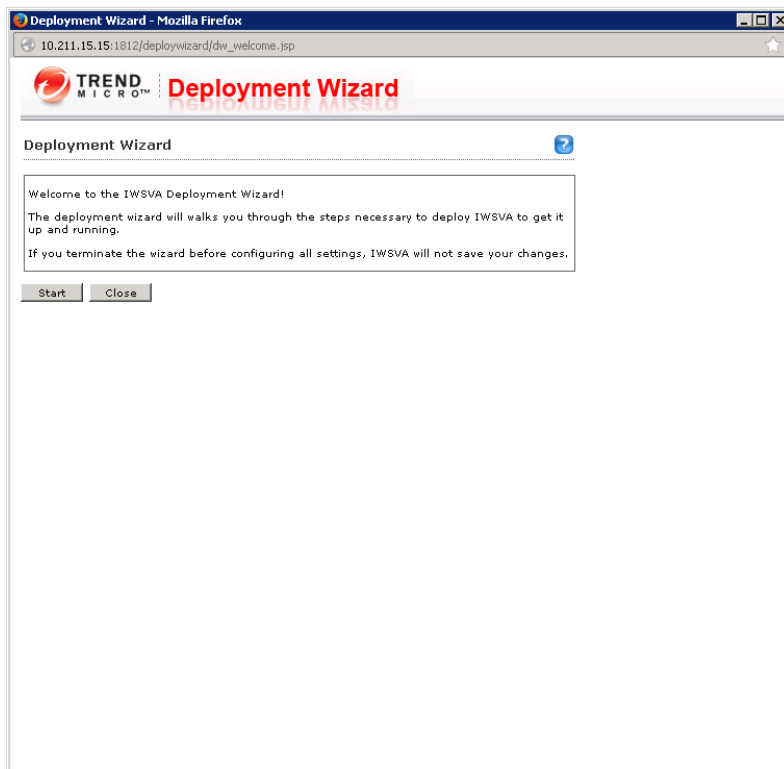 Deployment Wizard - Mozilla Firefox
10.211.15.15:1812/deploywizard/dw_welcome.jsp
TREND
MICRO™
Deployment Wizard
Deployment Wizard
?
Welcome to the IWSVA Deployment Wizard!
The deployment wizard will walks you through the steps necessary to deploy IWSVA to get it
up and running.
If you terminate the wizard before configuring all settings, IWSVA will not save your changes.
Start
Close